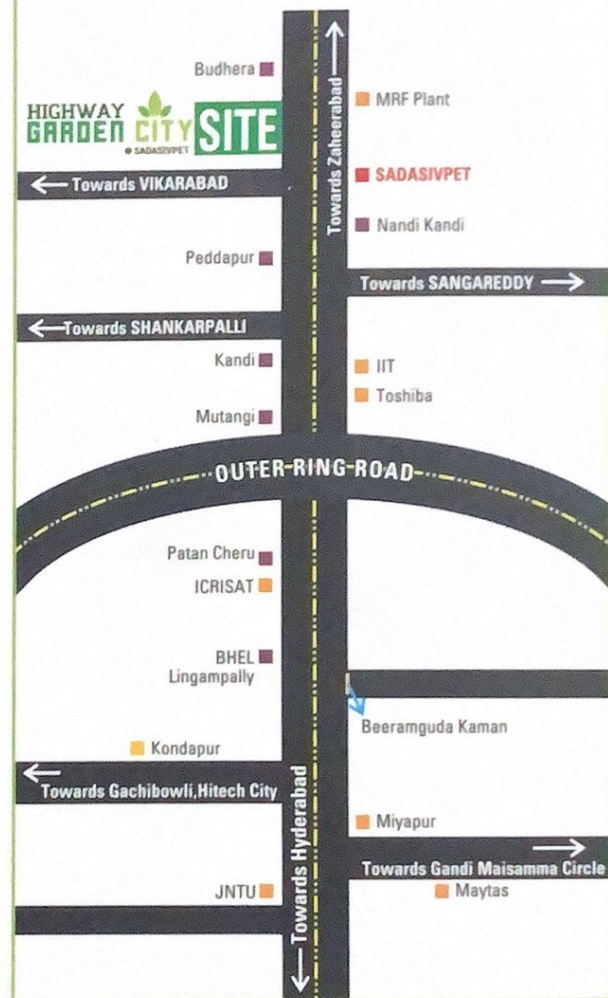 Budhera
HIGHWAY
GARDEN CITY
@ SADASIVPET
SITE
Towards Zaheerabad
MRF Plant
Towards VIKARABAD
SADASIVPET
Nandi Kandi
Peddapur
Towards SANGAREDDY
Towards SHANKARPALLI
Kandi
IIT
Toshiba
Mutangi
OUTER RING ROAD
Patan Cheru
ICRISAT
BHEL
Lingampally
Beeramguda Kaman
Kondapur
Towards Gachibowli,Hitech City
Towards Hyderabad
Miyapur
Towards Gandi Maisamma Circle
JNTU
Maytas